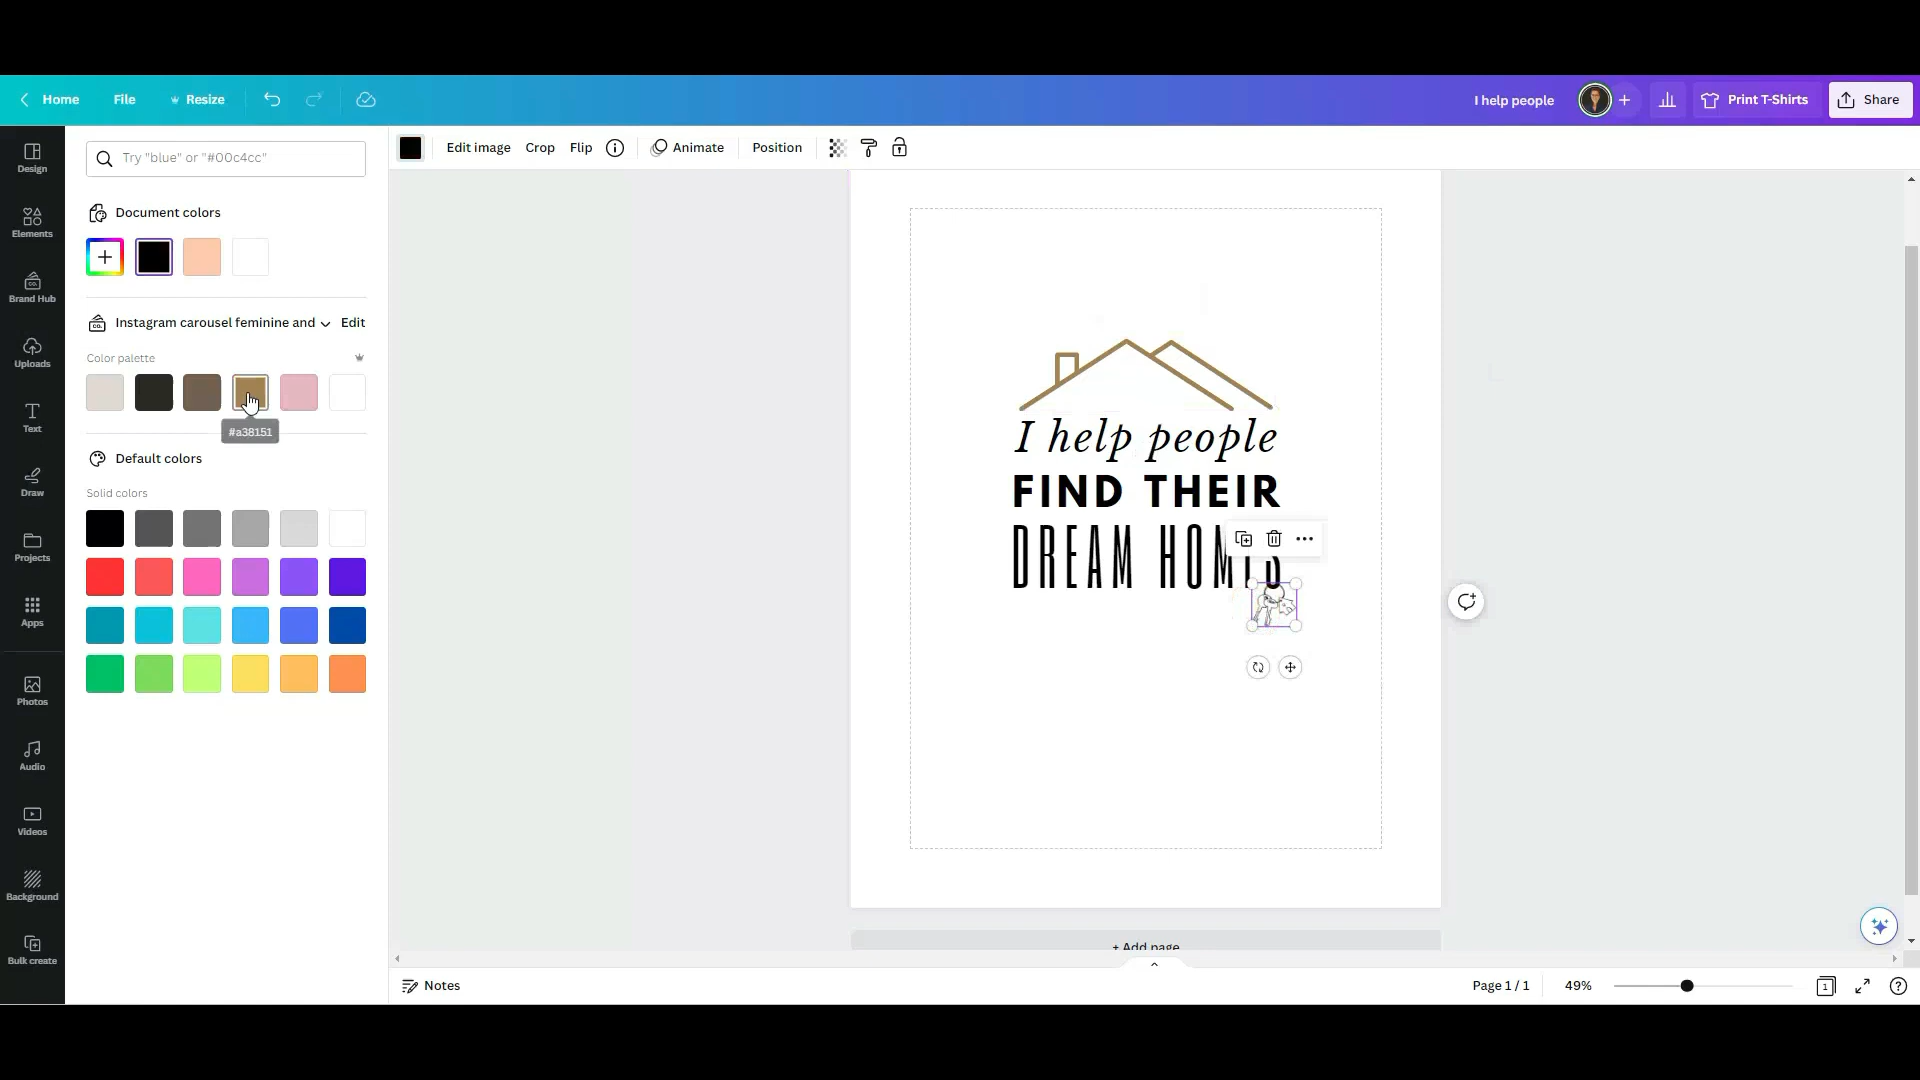 Home
File
Resize
I help people
Print T-Shirts
Share
Design
Elements
Brand Hub
Uploads
Text
Draw
Projects
Apps
Photos
Audio
Videos
Background
Bulk create
Try "blue" or "#00c4cc"
Document colors
Instagram carousel feminine and
Edit
Color palette
#a38151
Default colors
Solid colors
Edit image
Crop
Flip
Animate
Position
I help people
FIND THEIR
DREAM HOMES
+ Add page
Notes
Page 1 / 1
49%
1